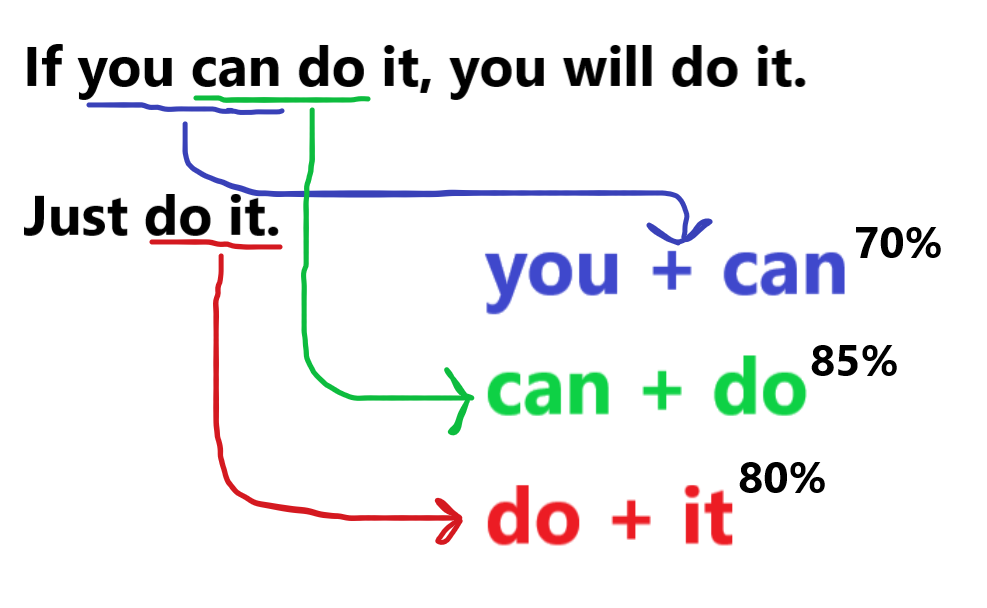 If you can do it, you will do it.
Just do it.
you + can 70%
can + do 85%
do + it 80%